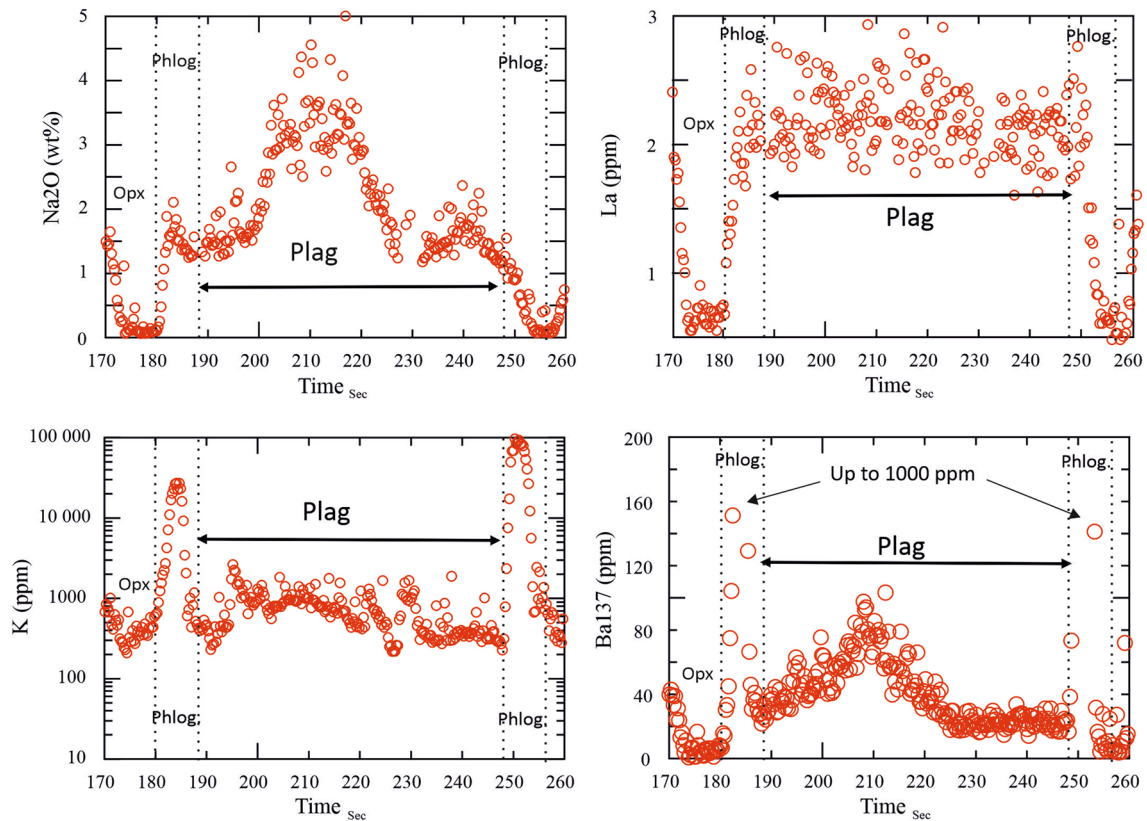 5
4
3
2
1
0
Na2O (wt%)
Phlog.
Phlog.
Opx
Plag
170 180 190 200 210 220 230 240 250 260
Time Sec
3
2
1
La (ppm)
Phlog.
Phlog.
Opx
Plag
170 180 190 200 210 220 230 240 250 260
Time Sec
100 000
10 000
1000
100
10
K (ppm)
Plag
Opx
Phlog.
Phlog.
170 180 190 200 210 220 230 240 250 260
Time Sec
200
160
120
80
40
0
Ba137 (ppm)
Phlog.
Phlog.
Up to 1000 ppm
Plag
Opx
170 180 190 200 210 220 230 240 250 260
Time Sec